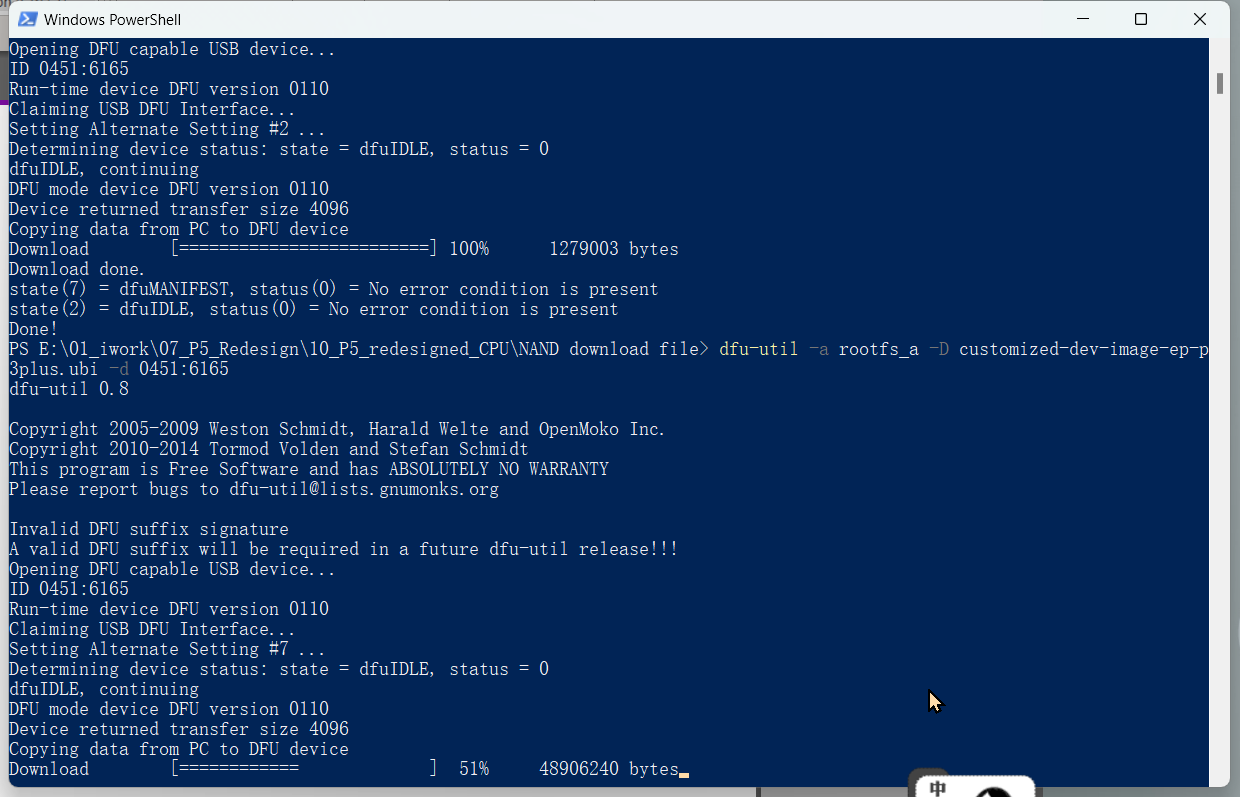 Windows PowerShell
Opening DFU capable USB device...
ID 0451:6165
Run-time device DFU version 0110
Claiming USB DFU Interface...
Setting Alternate Setting #2 ...
Determining device status: state = dfuIDLE, status = 0
dfuIDLE, continuing
DFU mode device DFU version 0110
Device returned transfer size 4096
Copying data from PC to DFU device
Download        [=========================] 100%      1279003 bytes
Download done.
state(7) = dfuMANIFEST, status(0) = No error condition is present
state(2) = dfuIDLE, status(0) = No error condition is present
Done!
PS E:\01_iwork\07_P5_Redesign\10_P5_redesigned_CPU\NAND download file> dfu-util -a rootfs_a -D customized-dev-image-ep-p
3plus.ubi -d 0451:6165
dfu-util 0.8
Copyright 2005-2009 Weston Schmidt, Harald Welte and OpenMoko Inc.
Copyright 2010-2014 Tormod Volden and Stefan Schmidt
This program is Free Software and has ABSOLUTELY NO WARRANTY
Please report bugs to dfu-util@lists.gnumonks.org
Invalid DFU suffix signature
A valid DFU suffix will be required in a future dfu-util release!!!
Opening DFU capable USB device...
ID 0451:6165
Run-time device DFU version 0110
Claiming USB DFU Interface...
Setting Alternate Setting #7 ...
Determining device status: state = dfuIDLE, status = 0
dfuIDLE, continuing
DFU mode device DFU version 0110
Device returned transfer size 4096
Copying data from PC to DFU device
Download        [============             ]  51%     48906240 bytes
中